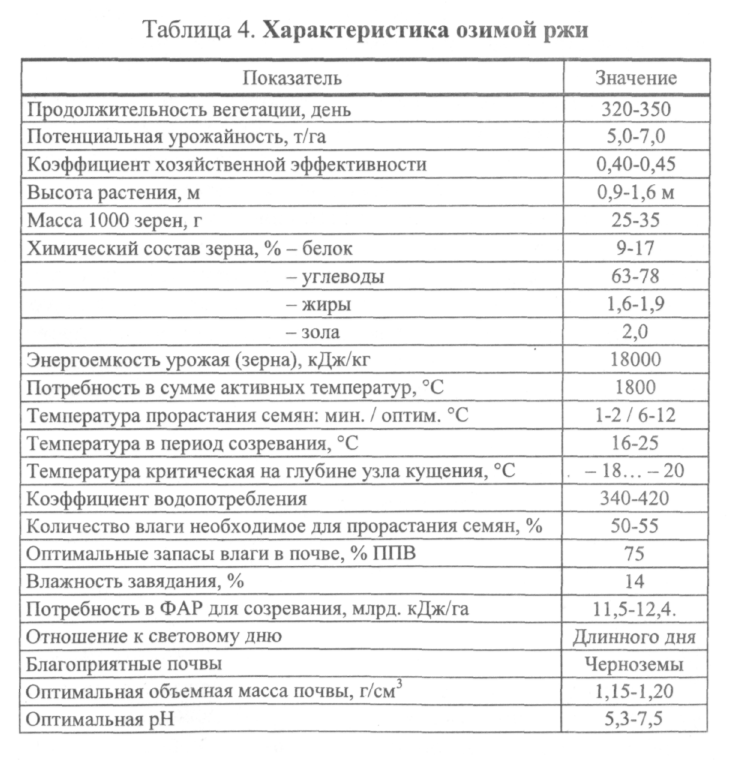 Таблица 4. Характеристика озимой ржи
Показатель Значение
Продолжительность вегетации, день 320-350
Потенциальная урожайность, т/га 5,0-7,0
Коэффициент хозяйственной эффективности 0,40-0,45
Высота растения, м 0,9-1,6 м
Масса 1000 зерен, г 25-35
Химический состав зерна, % – белок 9-17
– углеводы 63-78
– жиры 1,6-1,9
– зола 2,0
Энергоемкость урожая (зерна), кДж/кг 18000
Потребность в сумме активных температур, °С 1800
Температура прорастания семян: мин. / оптим. °С 1-2 / 6-12
Температура в период созревания, °С 16-25
Температура критическая на глубине узла кущения, °С – 18… – 20
Коэффициент водопотребления 340-420
Количество влаги необходимое для прорастания семян, % 50-55
Оптимальные запасы влаги в почве, % ППВ 75
Влажность завядания, % 14
Потребность в ФАР для созревания, млрд. кДж/га 11,5-12,4.
Отношение к световому дню Длинного дня
Благоприятные почвы Черноземы
Оптимальная объемная масса почвы, г/см³ 1,15-1,20
Оптимальная рН 5,3-7,5